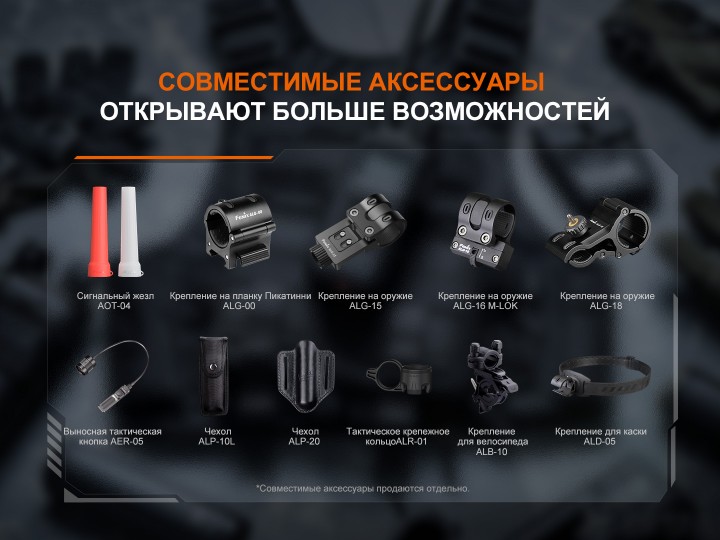 СОВМЕСТИМЫЕ АКСЕССУАРЫ
ОТКРЫВАЮТ БОЛЬШЕ ВОЗМОЖНОСТЕЙ
Сигнальный жезл
AOT-04
Крепление на планку Пикатинни
ALG-00
Крепление на оружие
ALG-15
Крепление на оружие
ALG-16 M-LOK
Крепление на оружие
ALG-18
Выносная тактическая
кнопка AER-05
Чехол
ALP-10L
Чехол
ALP-20
Тактическое крепежное
кольцоALR-01
Крепление
для велосипеда
ALB-10
Крепление для каски
ALD-05
*Совместимые аксессуары продаются отдельно.